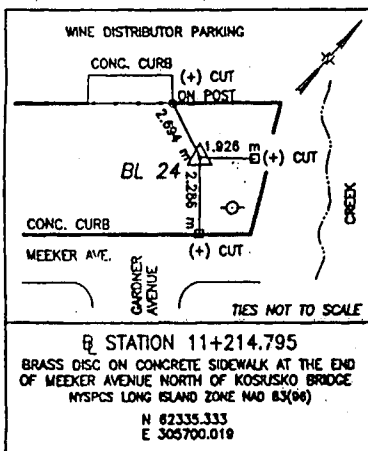 WINE DISTRIBUTOR PARKING
CONC. CURB
(+) CUT
ON POST
2.694 m
1.926 m
(+) CUT
BL 24
2.286 m
CREEK
CONC. CURB
(+) CUT
MEEKER AVE.
GARDNER
AVENUE
TIES NOT TO SCALE
BL STATION 11+214.795
BRASS DISC ON CONCRETE SIDEWALK AT THE END
OF MEEKER AVENUE NORTH OF KOSIUSKO BRIDGE
NYSPCS LONG ISLAND ZONE NAD 83(96)
N 62335.333
E 305700.019